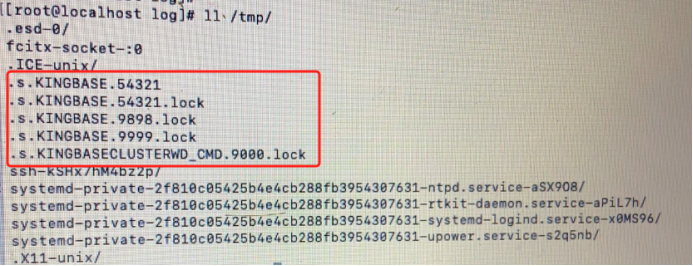 [[root@localhost log]# ll /tmp/
.esd-0/
fcitx-socket-:0
.ICE-unix/
.s.KINGBASE.54321
.s.KINGBASE.54321.lock
.s.KINGBASE.9898.lock
.s.KINGBASE.9999.lock
.s.KINGBASECLUSTERWD_CMD.9000.lock
ssh-kSHx7hM4bz2p/
systemd-private-2f810c05425b4e4cb288fb3954307631-ntpd.service-aSX9O8/
systemd-private-2f810c05425b4e4cb288fb3954307631-rtkit-daemon.service-aPiL7h/
systemd-private-2f810c05425b4e4cb288fb3954307631-systemd-logind.service-x0MS96/
systemd-private-2f810c05425b4e4cb288fb3954307631-upower.service-s2q5nb/
.X11-unix/